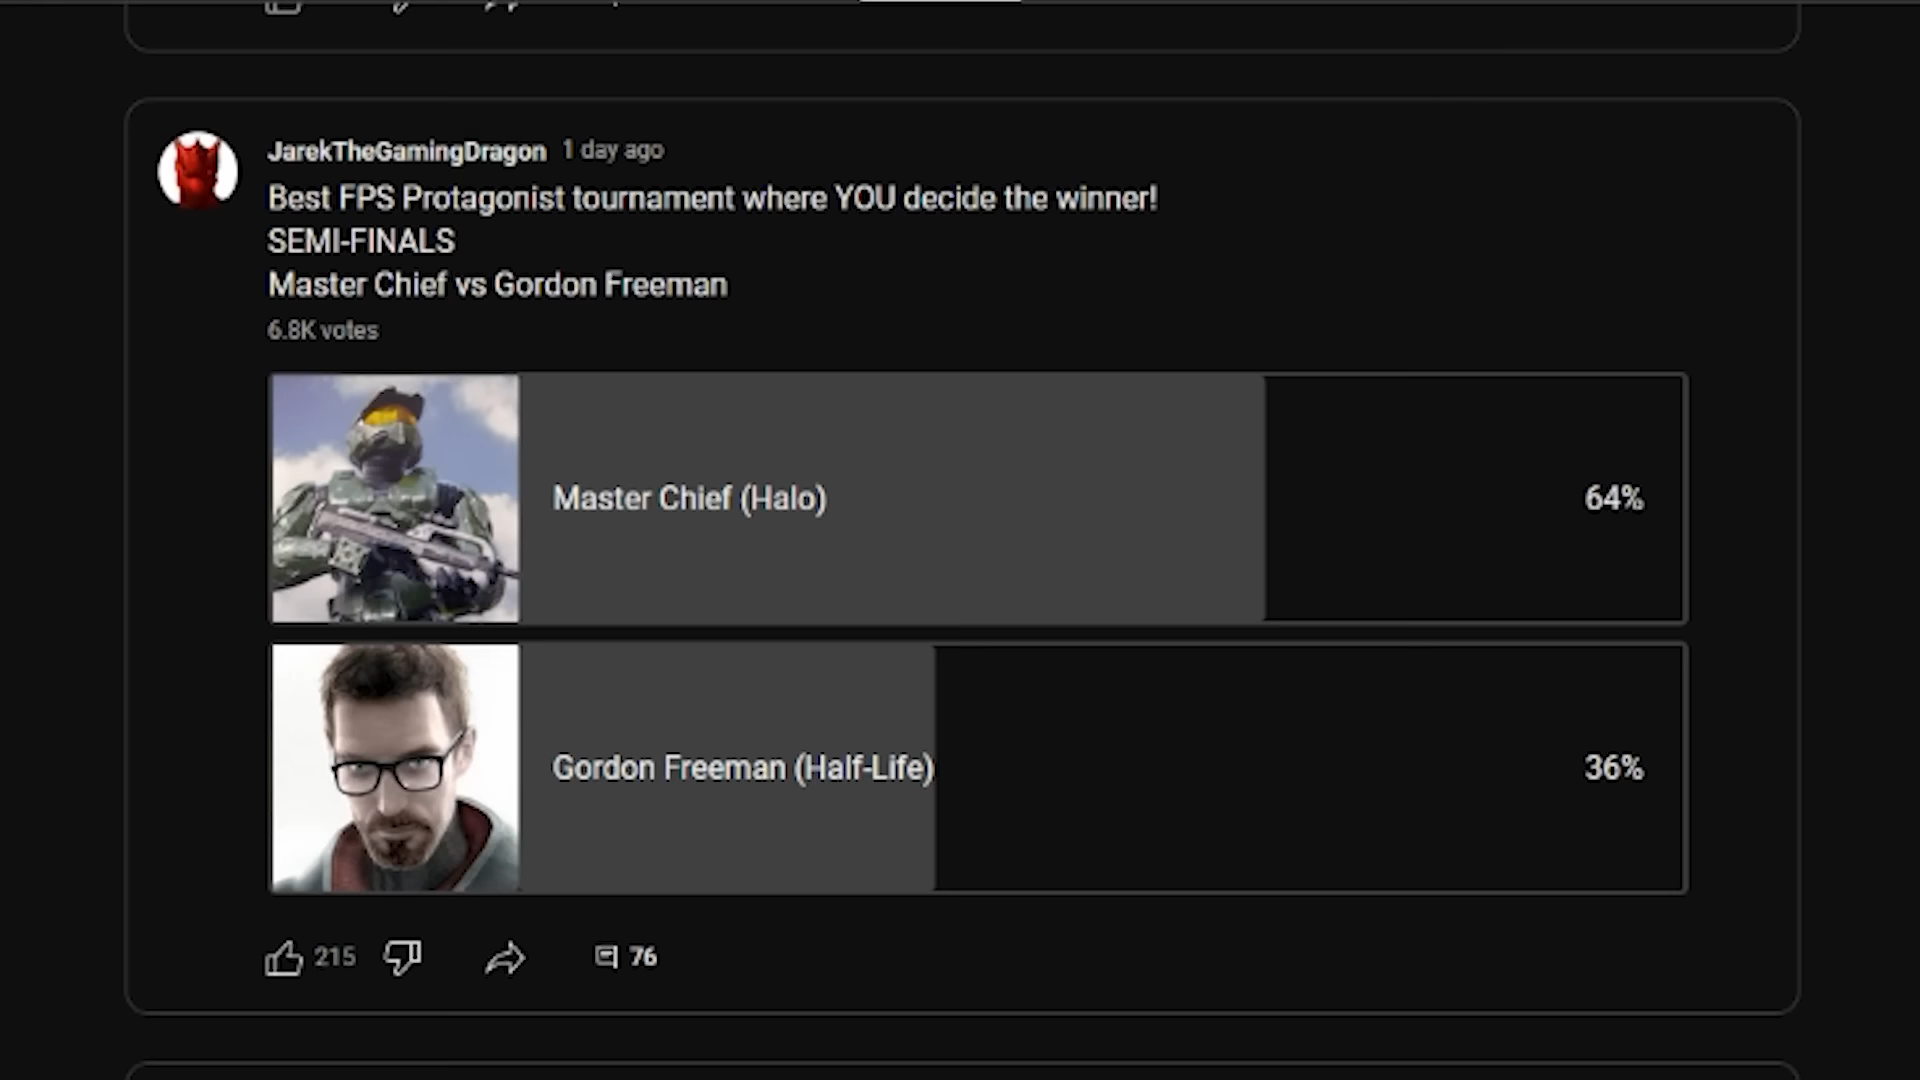 JarekTheGamingDragon 1 day ago
Best FPS Protagonist tournament where YOU decide the winner!
SEMI-FINALS
Master Chief vs Gordon Freeman
6.8K votes
Master Chief (Halo) 64%
Gordon Freeman (Half-Life) 36%
215 76